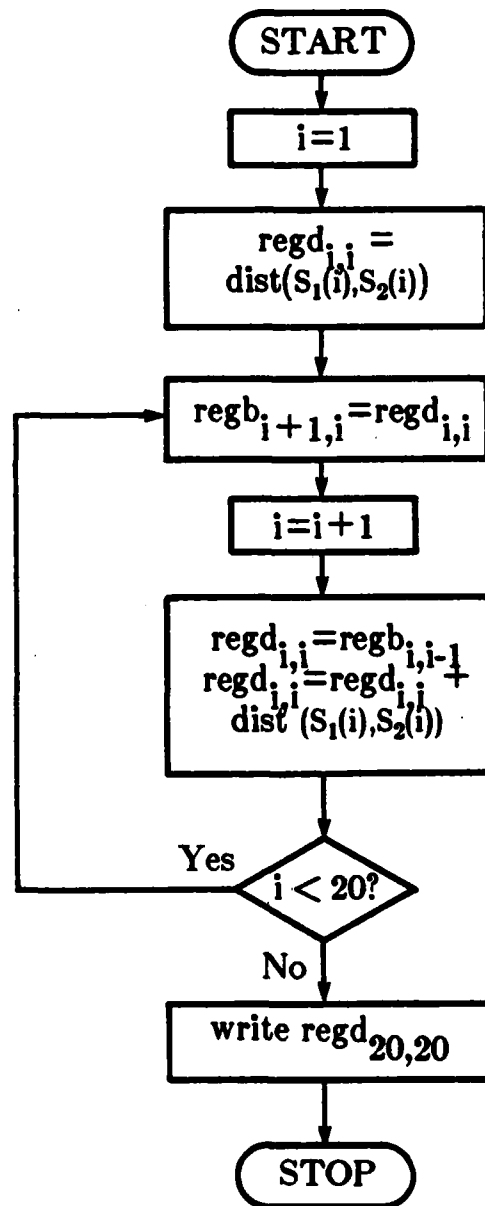 START
i=1
regd_{i,i} =
dist(S_1(i),S_2(i))
regb_{i+1,i}=regd_{i,i}
i=i+1
regd_{i,i}=regb_{i,i-1}
regd_{i,i}=regd_{i,i} +
dist (S_1(i),S_2(i))
Yes
i < 20?
No
write regd_{20,20}
STOP